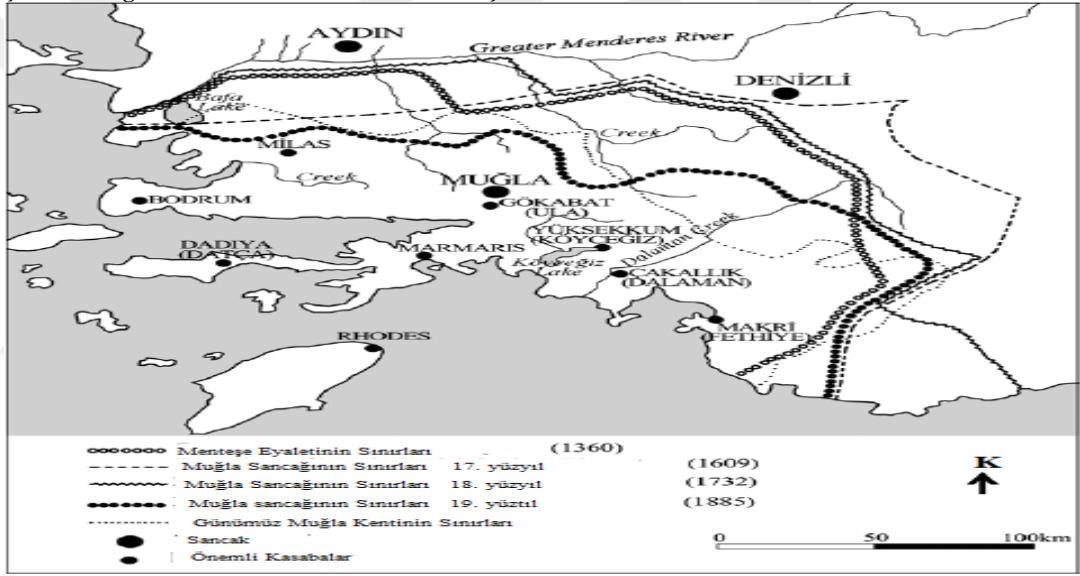 AYDIN
Greater Menderes River
DENİZLİ
Bafa
Lake
Creek
MİLAS
Creek
MUĞLA
BODRUM
GÖKABAT
(ULA)
YÜKSEKKUM
(KÖYCEĞİZ)
DADIYA
(DATÇA)
MARMARIS
Köyceğiz
Lake
Dalaman Creek
ÇAKALLIK
(DALAMAN)
MAKRİ
(FETHİYE)
RHODES
Menteşe Eyaletinin Sınırları (1360)
Muğla Sancağının Sınırları 17. yüzyıl (1609)
Muğla Sancağının Sınırları 18. yüzyıl (1732)
Muğla sancağının Sınırları 19. yüztıl (1885)
Günümüz Muğla Kentinin Sınırları
Sancak
Önemli Kasabalar
K
0 50 100km